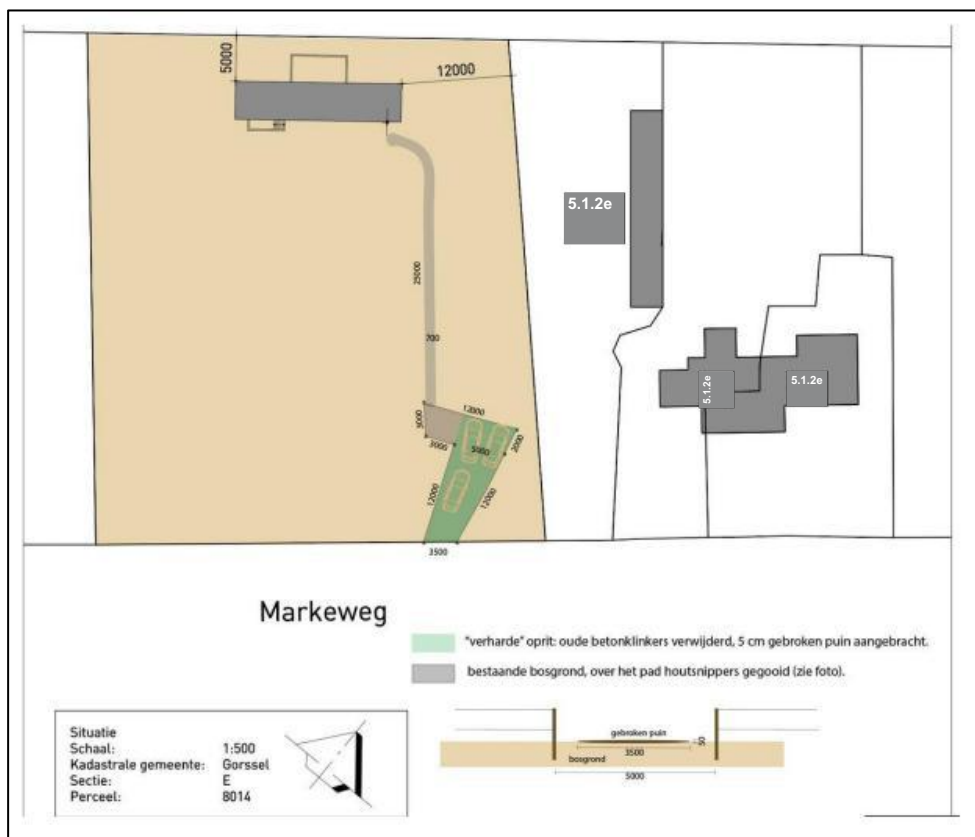 5000
12000
5.1.2e
25000
700
5.1.2e
5.1.2e
12000
3000
3000
5000
2000
12000
12000
3500
Markeweg
"verharde" oprit: oude betonklinkers verwijderd, 5 cm gebroken puin aangebracht.
bestaande bosgrond, over het pad houtsnippers gegooid (zie foto).
Situatie
Schaal: 1:500
Kadastrale gemeente: Gorssel
Sectie: E
Perceel: 8014
gebroken puin
3500
50
bosgrond
5000